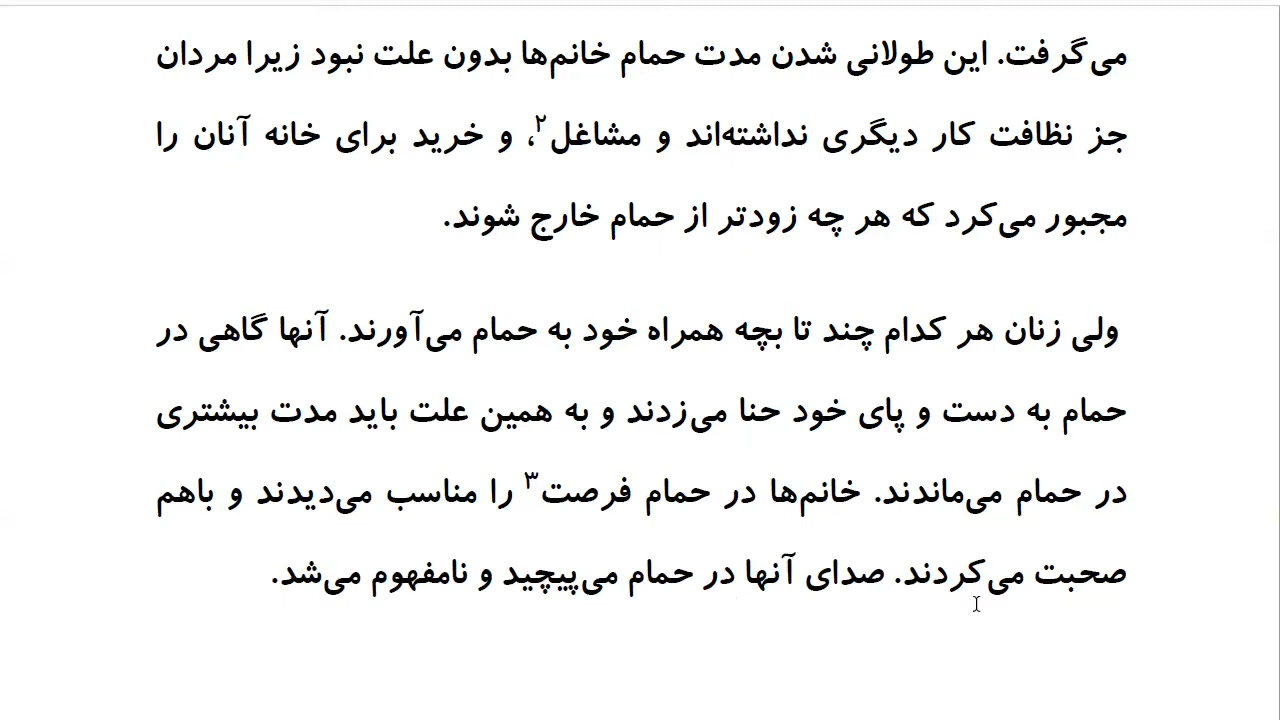 می‌گرفت. این طولانی شدن مدت حمام خانم‌ها بدون علت نبود زیرا مردان
جز نظافت کار دیگری نداشته‌اند و مشاغل۲، و خرید برای خانه آنان را
مجبور می‌کرد که هر چه زودتر از حمام خارج شوند.
ولی زنان هر کدام چند تا بچه همراه خود به حمام می‌آورند. آنها گاهی در
حمام به دست و پای خود حنا می‌زدند و به همین علت باید مدت بیشتری
در حمام می‌ماندند. خانم‌ها در حمام فرصت۳ را مناسب می‌دیدند و باهم
صحبت می‌کردند. صدای آنها در حمام می‌پیچید و نامفهوم می‌شد.